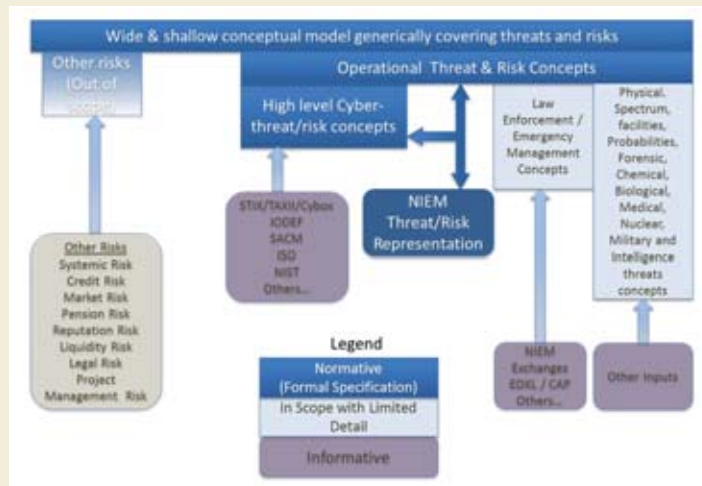 Wide & shallow conceptual model generically covering threats and risks
Other risks
(Out of
scope)
Operational Threat & Risk Concepts
High level Cyber-
threat/risk concepts
Law
Enforcement /
Emergency
Management
Concepts
Physical,
Spectrum,
facilities,
Probabilities,
Forensic,
Chemical,
Biological,
Medical,
Nuclear,
Military and
Intelligence
threats
concepts
STIX/TAXII/Cybox
IODEF
SACM
ISO
NIST
Others...
NIEM
Threat/Risk
Representation
Other Risks
Systemic Risk
Credit Risk
Market Risk
Pension Risk
Reputation Risk
Liquidity Risk
Legal Risk
Project
Management Risk
Legend
Normative
(Formal Specification)
In Scope with Limited
Detail
Informative
NIEM
Exchanges
EDXL / CAP
Others...
Other Inputs